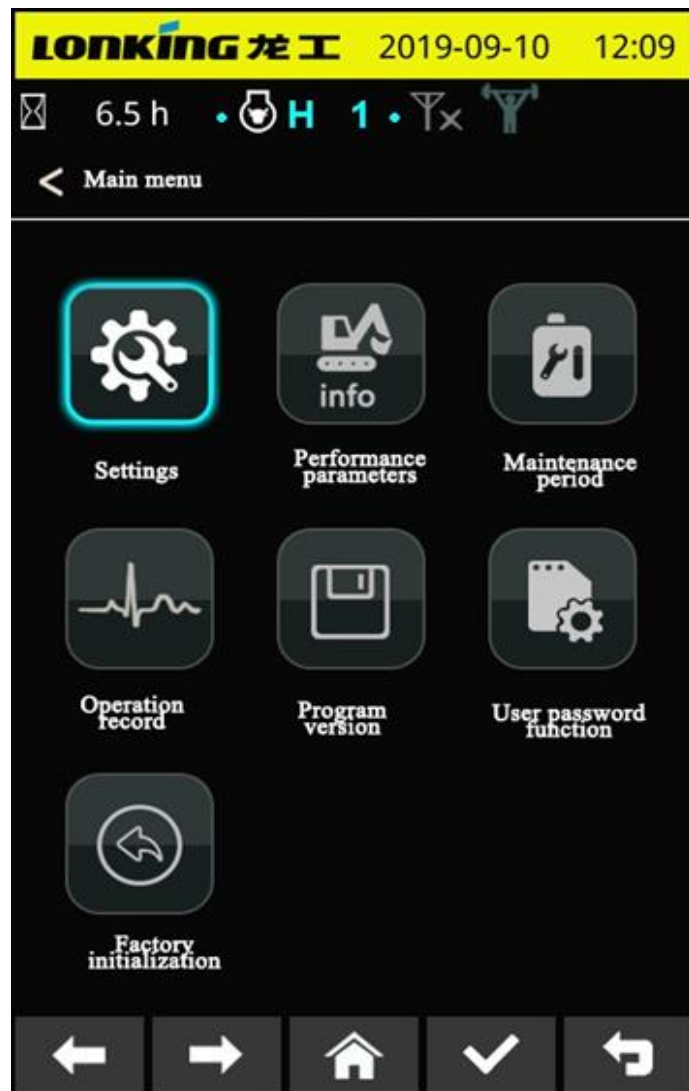 LONKING 龙工 2019-09-10 12:09
6.5 h H 1
< Main menu
info
Settings
Performance
parameters
Maintenance
period
Operation
record
Program
version
User password
function
Factory
initialization